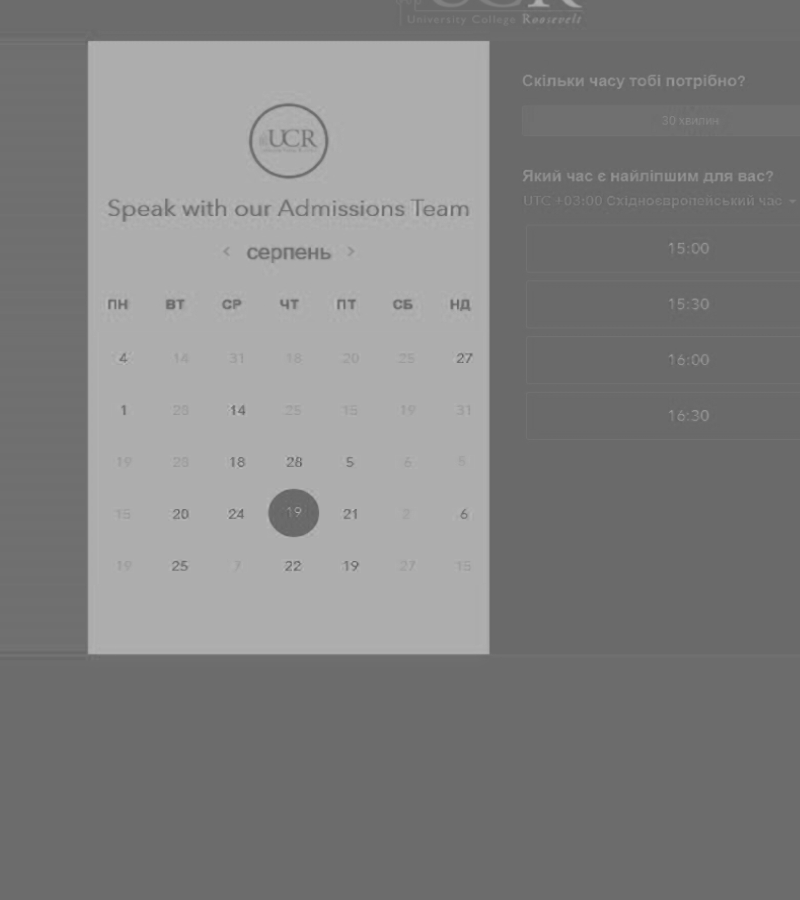 UCR
University College Roosevelt
UCR
Speak with our Admissions Team
< серпень >
ПН ВТ СР ЧТ ПТ СБ НД
4 14 31 18 20 25 27
1 28 14 25 15 19 31
19 28 18 28 5 6 5
15 20 24 19 21 2 6
19 25 7 22 19 27 15
Скільки часу тобі потрібно?
30 хвилин
Який час є найліпшим для вас?
UTC +03:00 Східноєвропейський час
15:00
15:30
16:00
16:30